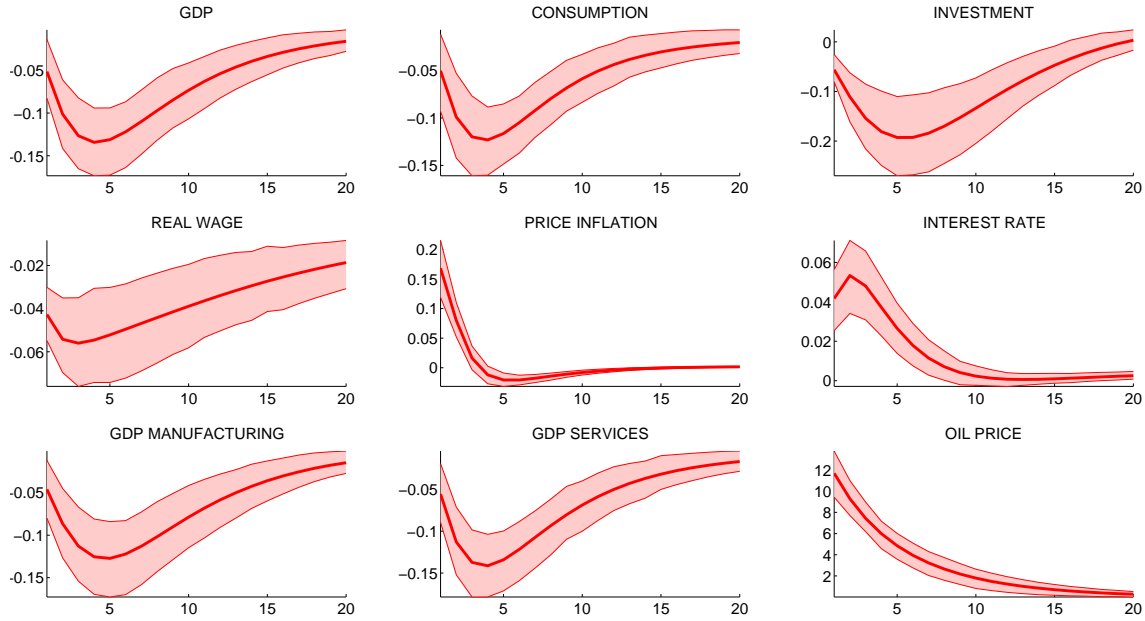 GDP
CONSUMPTION
INVESTMENT
-0.05
-0.1
-0.15
5 10 15 20
−0.05
−0.1
−0.15
5 10 15 20
0
−0.1
−0.2
5 10 15 20
REAL WAGE
PRICE INFLATION
INTEREST RATE
-0.02
-0.04
-0.06
5 10 15 20
0.2
0.15
0.1
0.05
0
5 10 15 20
0.06
0.04
0.02
0
5 10 15 20
GDP MANUFACTURING
GDP SERVICES
OIL PRICE
-0.05
-0.1
-0.15
5 10 15 20
−0.05
−0.1
−0.15
5 10 15 20
12
10
8
6
4
2
5 10 15 20